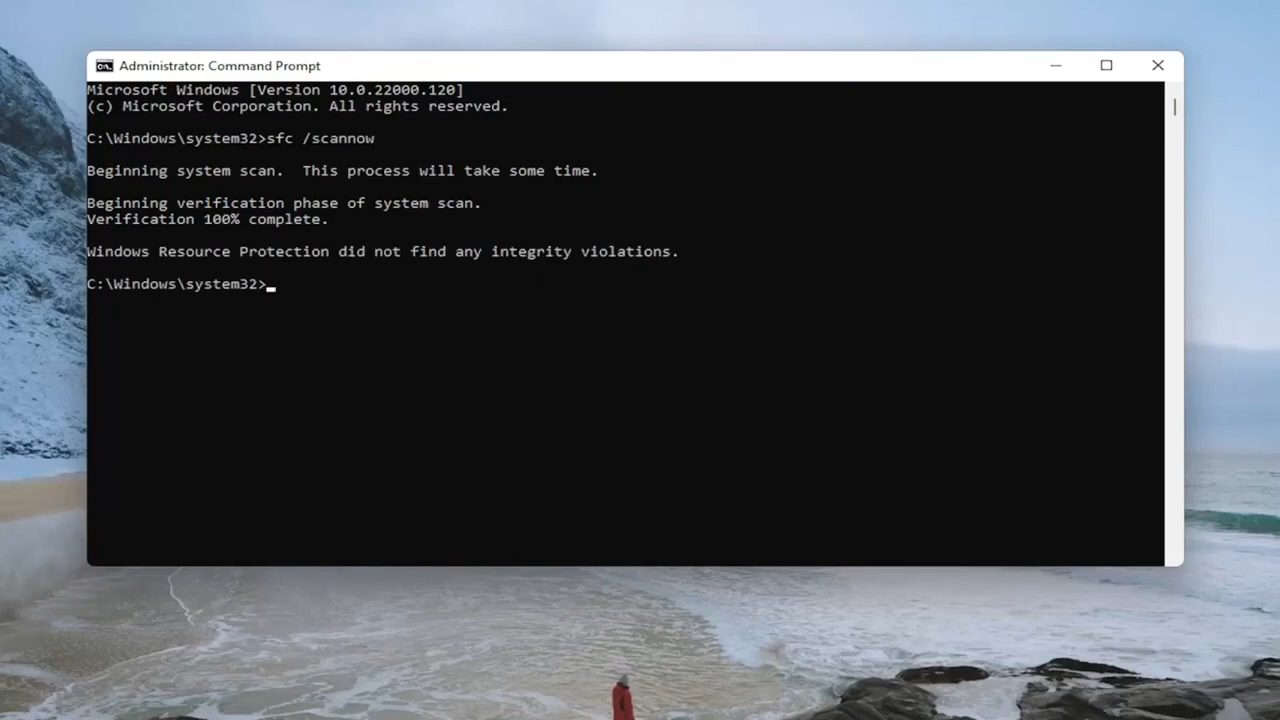 Administrator: Command Prompt
Microsoft Windows [Version 10.0.22000.120]
(c) Microsoft Corporation. All rights reserved.
C:\Windows\system32>sfc /scannow
Beginning system scan.  This process will take some time.
Beginning verification phase of system scan.
Verification 100% complete.
Windows Resource Protection did not find any integrity violations.
C:\Windows\system32>